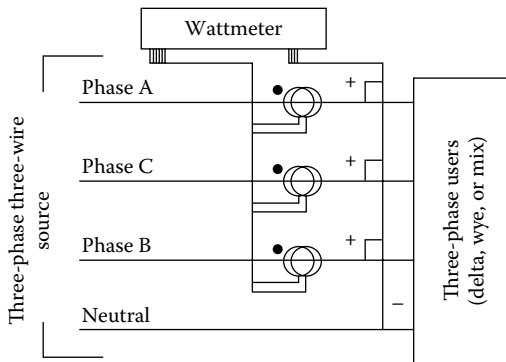 Wattmeter
Three-phase three-wire
source
Phase A
+
Phase C
+
Phase B
+
Neutral
−
Three-phase users
(delta, wye, or mix)